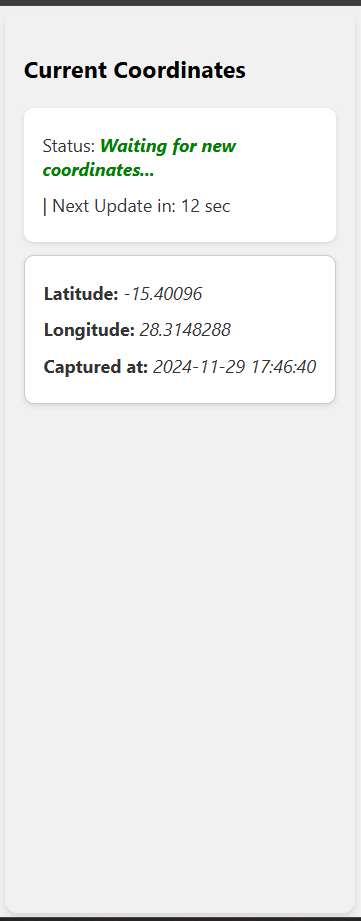 Current Coordinates
Status: Waiting for new
coordinates...
| Next Update in: 12 sec
Latitude: -15.40096
Longitude: 28.3148288
Captured at: 2024-11-29 17:46:40